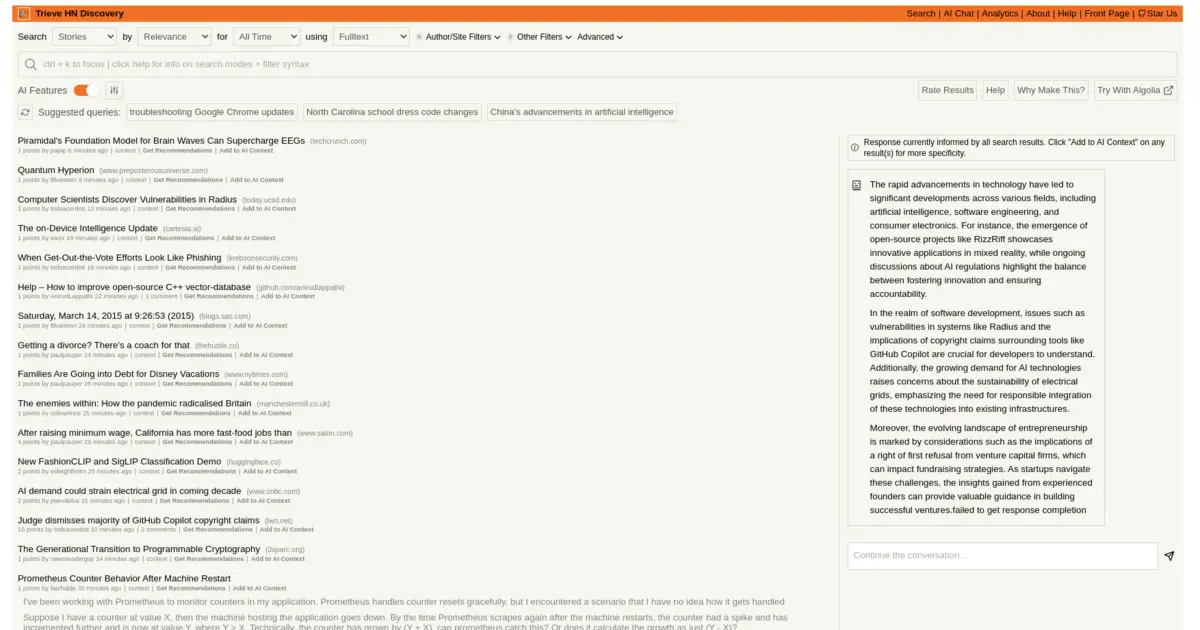 Trieve HN Discovery
Search | AI Chat | Analytics | About | Help | Front Page | Star Us
Search Stories by Relevance for All Time using Fulltext Author/Site Filters Other Filters Advanced
ctrl + k to focus | click help for info on search modes + filter syntax
AI Features
Rate Results Help Why Make This? Try With Algolia
Suggested queries: troubleshooting Google Chrome updates North Carolina school dress code changes China's advancements in artificial intelligence
Piramidal's Foundation Model for Brain Waves Can Supercharge EEGs (techcrunch.com)
1 points by 6 minutes ago | context | Get Recommendations | Add to AI Context
Quantum Hyperion (www.preposterousuniverse.com)
1 points by Bluestein 6 minutes ago | context | Get Recommendations | Add to AI Context
Computer Scientists Discover Vulnerabilities in Radius (today.ucsd.edu)
1 points by todsacerdoti 13 minutes ago | context | Get Recommendations | Add to AI Context
The on-Device Intelligence Update (cartesia.ai)
1 points by 18 minutes ago | context | Get Recommendations | Add to AI Context
When Get-Out-the-Vote Efforts Look Like Phishing (krebsonsecurity.com)
1 points by todsacerdoti 18 minutes ago | context | Get Recommendations | Add to AI Context
Help – How to improve open-source C++ vector-database (github.com/anirudlappathi)
1 points by AnirudLappathi 22 minutes ago | 1 comment | Get Recommendations | Add to AI Context
Saturday, March 14, 2015 at 9:26:53 (2015) (blogs.sas.com)
1 points by Bluestein 24 minutes ago | context | Get Recommendations | Add to AI Context
Getting a divorce? There's a coach for that (thehustle.co)
1 points by paulpauper 24 minutes ago | context | Get Recommendations | Add to AI Context
Families Are Going into Debt for Disney Vacations (www.nytimes.com)
1 points by paulpauper 25 minutes ago | context | Get Recommendations | Add to AI Context
The enemies within: How the pandemic radicalised Britain (manchestermill.co.uk)
1 points by colinprince 25 minutes ago | context | Get Recommendations | Add to AI Context
After raising minimum wage, California has more fast-food jobs than (www.salon.com)
4 points by paulpauper 25 minutes ago | context | Get Recommendations | Add to AI Context
New FashionCLIP and SigLIP Classification Demo (huggingface.co)
2 points by 26 minutes ago | context | Get Recommendations | Add to AI Context
AI demand could strain electrical grid in coming decade (www.cnbc.com)
2 points by pseudolus 31 minutes ago | context | Get Recommendations | Add to AI Context
Judge dismisses majority of GitHub Copilot copyright claims (lwn.net)
15 points by todsacerdoti 32 minutes ago | 2 comments | Get Recommendations | Add to AI Context
The Generational Transition to Programmable Cryptography (0xparc.org)
1 points by 34 minutes ago | context | Get Recommendations | Add to AI Context
Prometheus Counter Behavior After Machine Restart
1 points by 35 minutes ago | context | Get Recommendations | Add to AI Context
I've been working with Prometheus to monitor counters in my application. Prometheus handles counter resets gracefully, but I encountered a scenario that I have no idea how it gets handled
Suppose I have a counter at value X, then the machine hosting the application goes down. By the time Prometheus scrapes again after the machine restarts, the counter had a spike and has
incremented further and is now at value Y, where Y > X. Technically, the counter has grown by (Y + X), can prometheus catch this? Or does it calculate the growth as just (Y - X)?
Response currently informed by all search results. Click "Add to AI Context" on any
result(s) for more specificity.
The rapid advancements in technology have led to
significant developments across various fields, including
artificial intelligence, software engineering, and
consumer electronics. For instance, the emergence of
open-source projects like RizzRiff showcases
innovative applications in mixed reality, while ongoing
discussions about AI regulations highlight the balance
between fostering innovation and ensuring
accountability.
In the realm of software development, issues such as
vulnerabilities in systems like Radius and the
implications of copyright claims surrounding tools like
GitHub Copilot are crucial for developers to understand.
Additionally, the growing demand for AI technologies
raises concerns about the sustainability of electrical
grids, emphasizing the need for responsible integration
of these technologies into existing infrastructures.
Moreover, the evolving landscape of entrepreneurship
is marked by considerations such as the implications of
a right of first refusal from venture capital firms, which
can impact fundraising strategies. As startups navigate
these challenges, the insights gained from experienced
founders can provide valuable guidance in building
successful ventures.failed to get response completion
Continue the conversation...